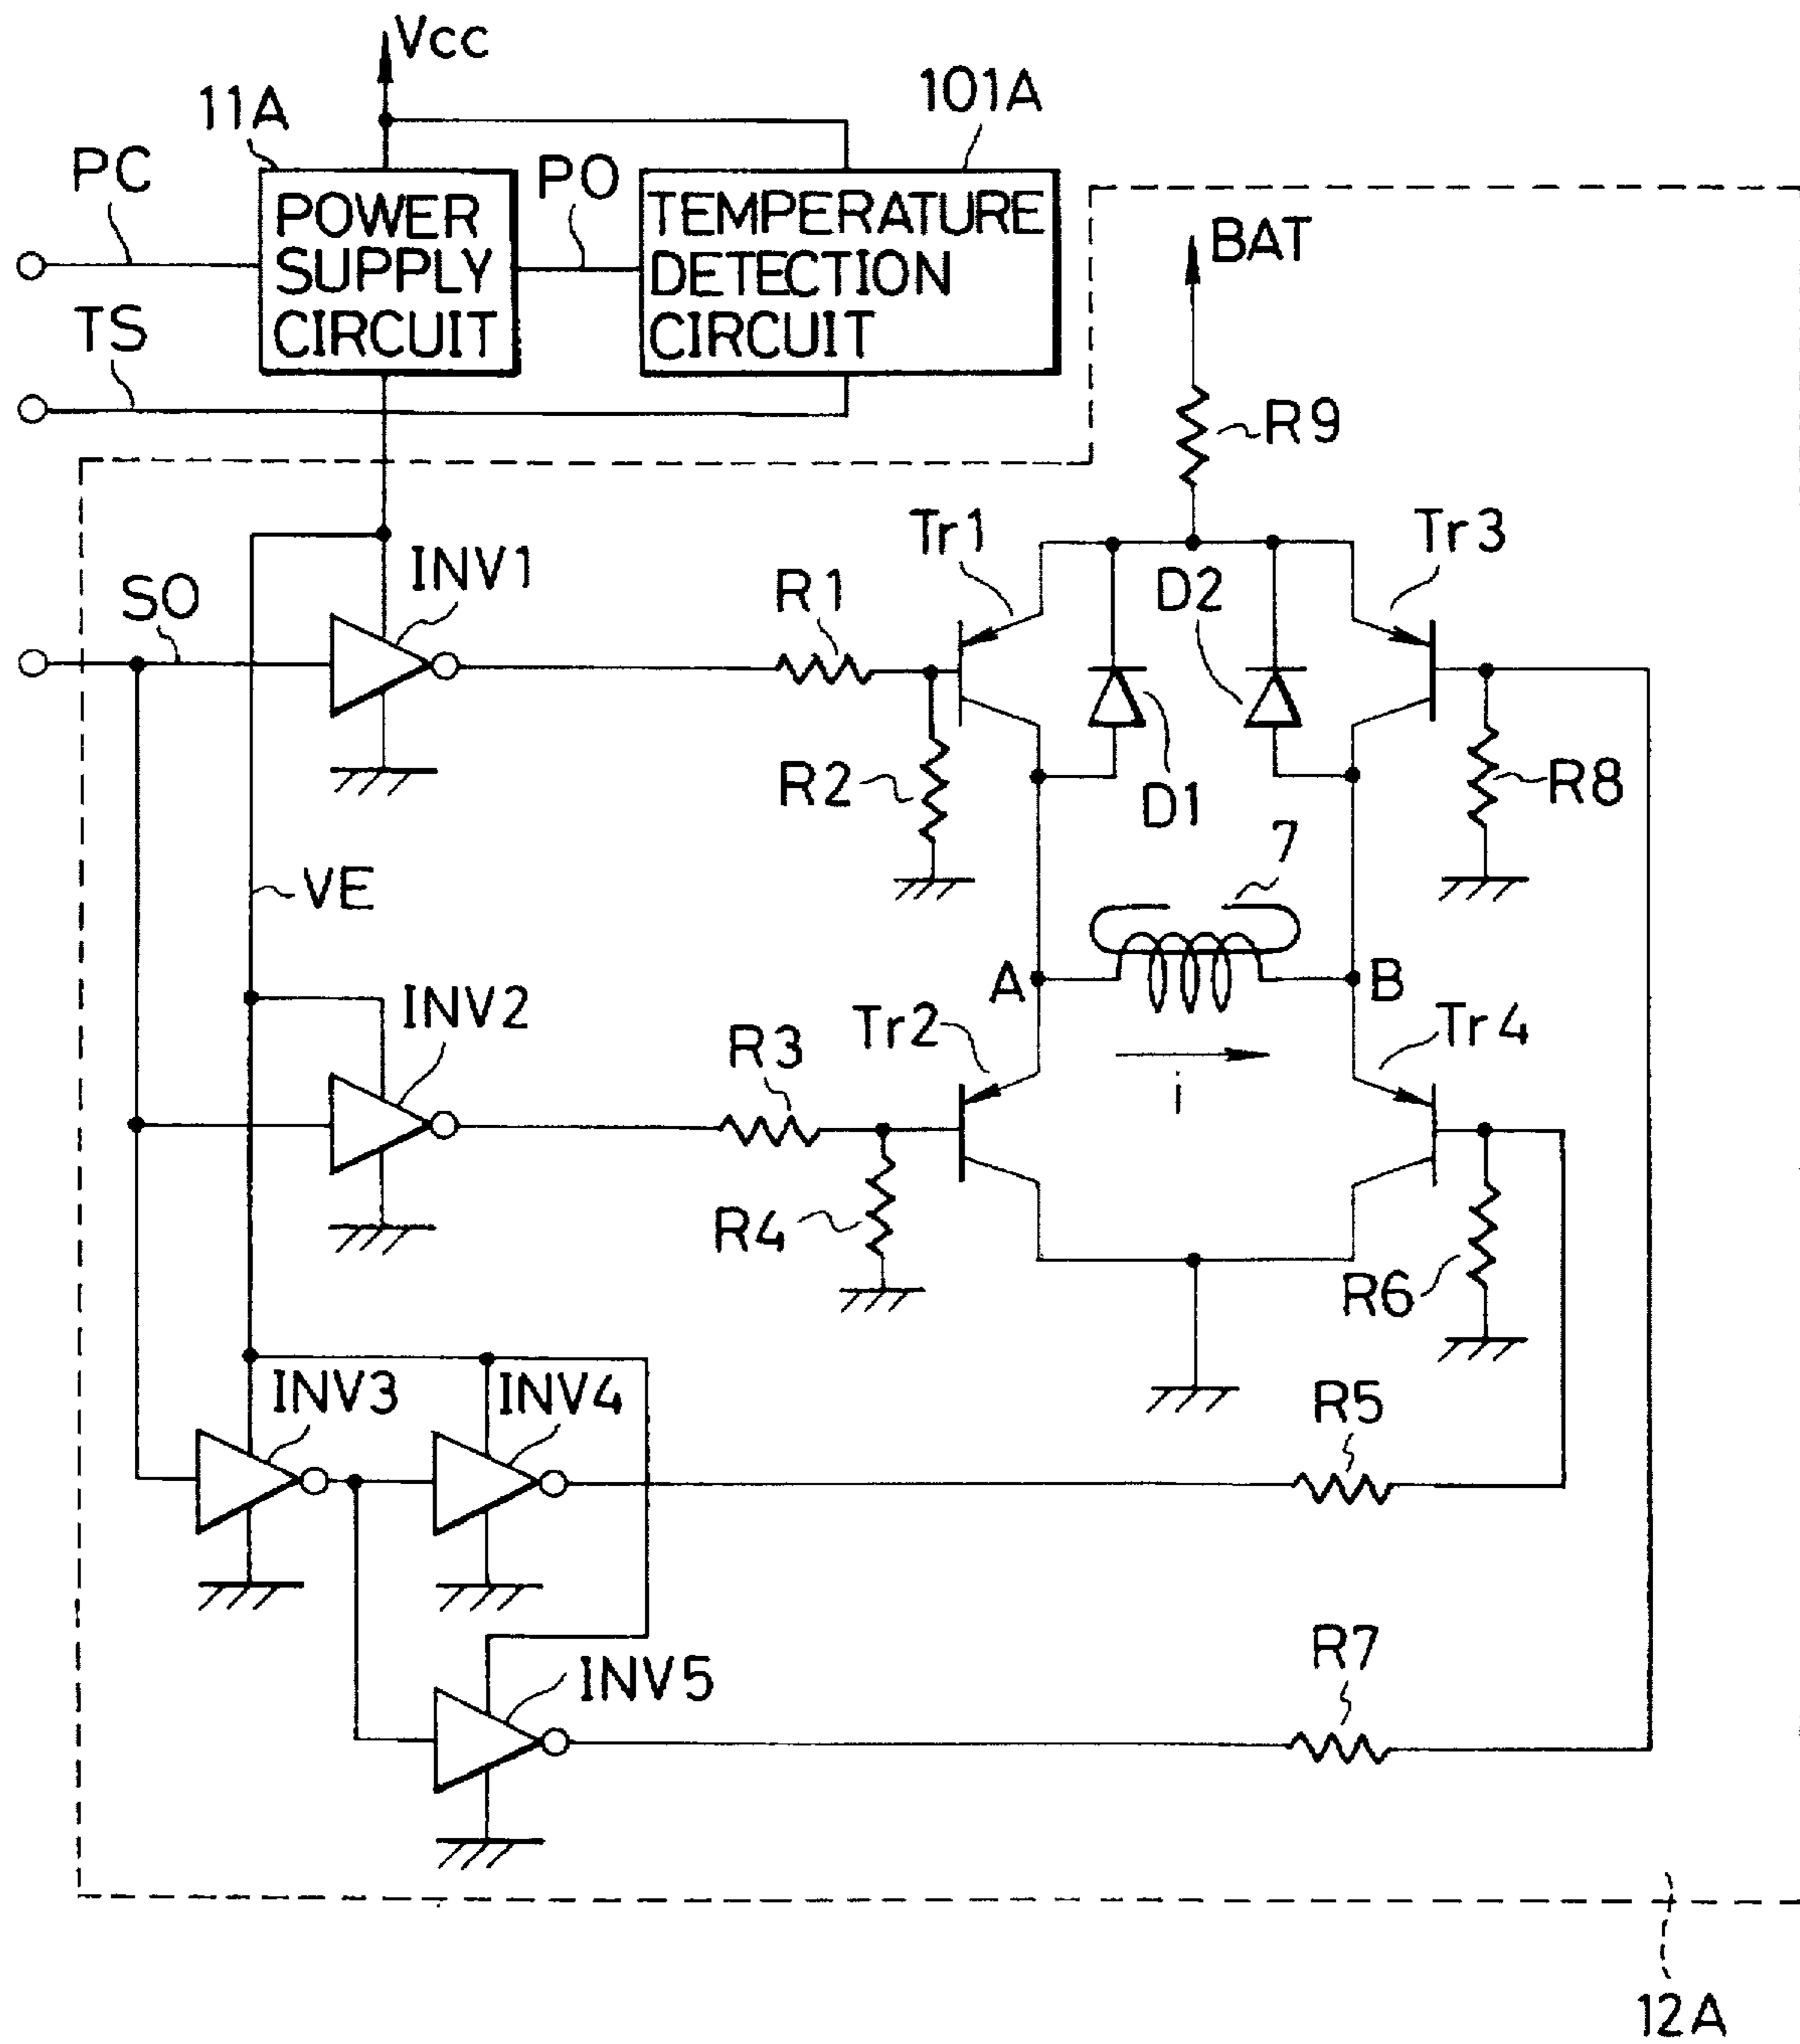 Vcc
11A
101A
PC
PO
POWER
SUPPLY
CIRCUIT
TEMPERATURE
DETECTION
CIRCUIT
TS
BAT
R9
Tr1
Tr3
INV1
SO
R1
D2
R2
D1
R8
VE
7
A
B
INV2
R3
Tr2
Tr4
i
R4
R6
INV3
INV4
R5
INV5
R7
12A